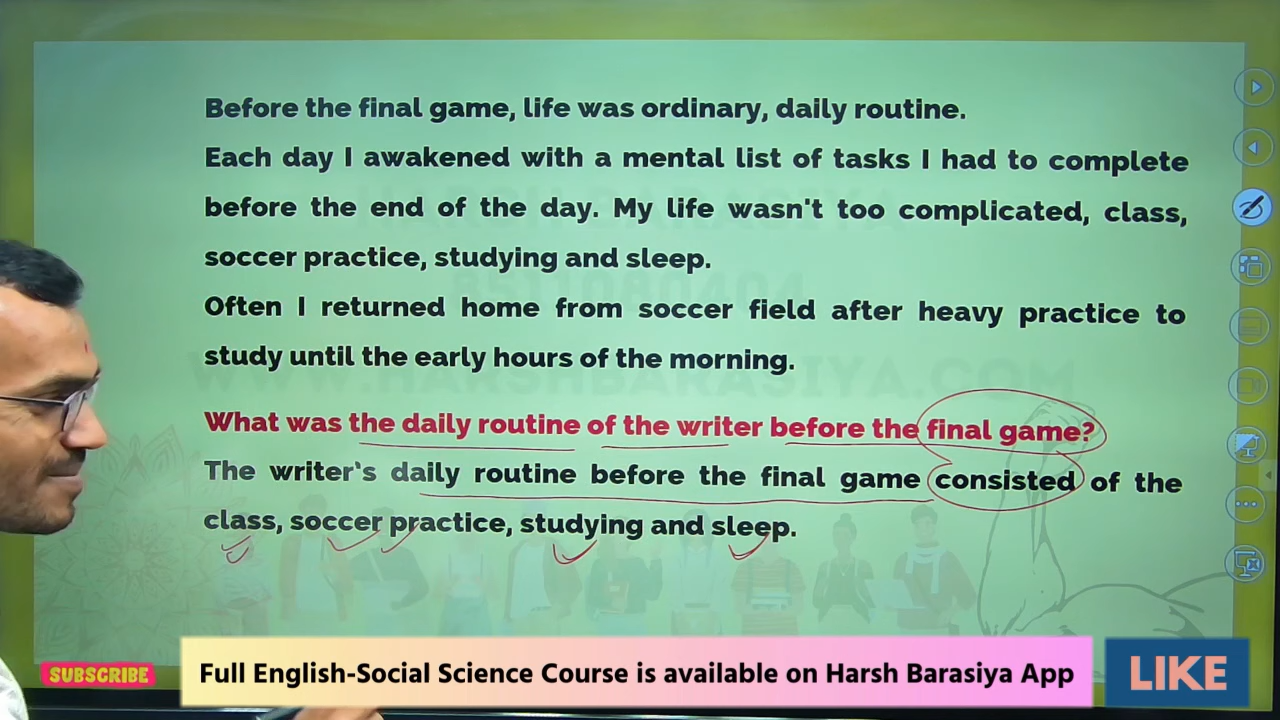 Before the final game, life was ordinary, daily routine.
Each day I awakened with a mental list of tasks I had to complete
before the end of the day. My life wasn't too complicated, class,
soccer practice, studying and sleep.
Often I returned home from soccer field after heavy practice to
study until the early hours of the morning.
WWW.HARSHBARASIYA.COM
What was the daily routine of the writer before the final game?
The writer's daily routine before the final game consisted of the
class, soccer practice, studying and sleep.
SUBSCRIBE
Full English-Social Science Course is available on Harsh Barasiya App
LIKE